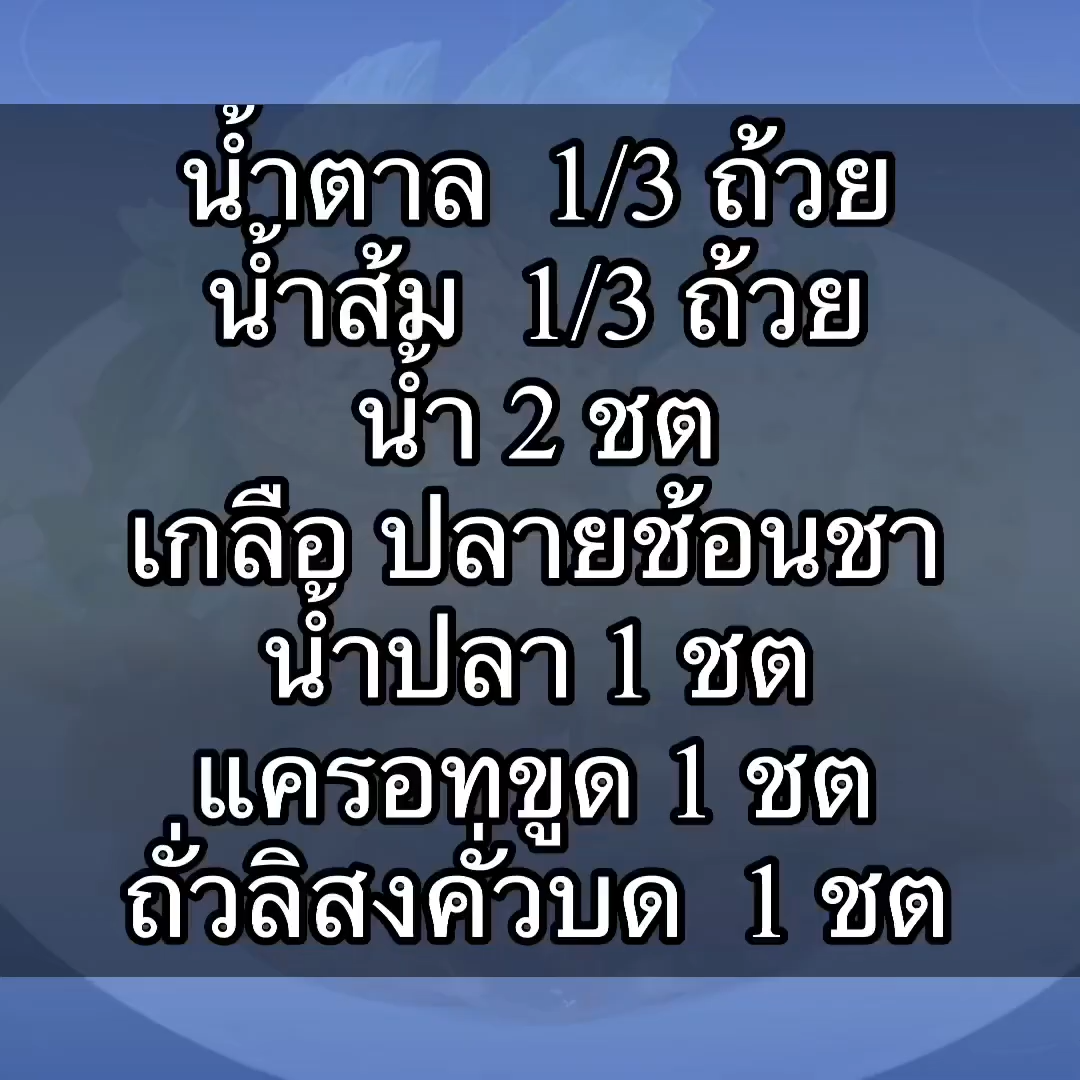 น้ำตาล 1/3 ถ้วย
น้ำส้ม 1/3 ถ้วย
น้ำ 2 ชต
เกลือ ปลายช้อนชา
น้ำปลา 1 ชต
แครอทขูด 1 ชต
ถั่วลิสงคั่วบด 1 ชต